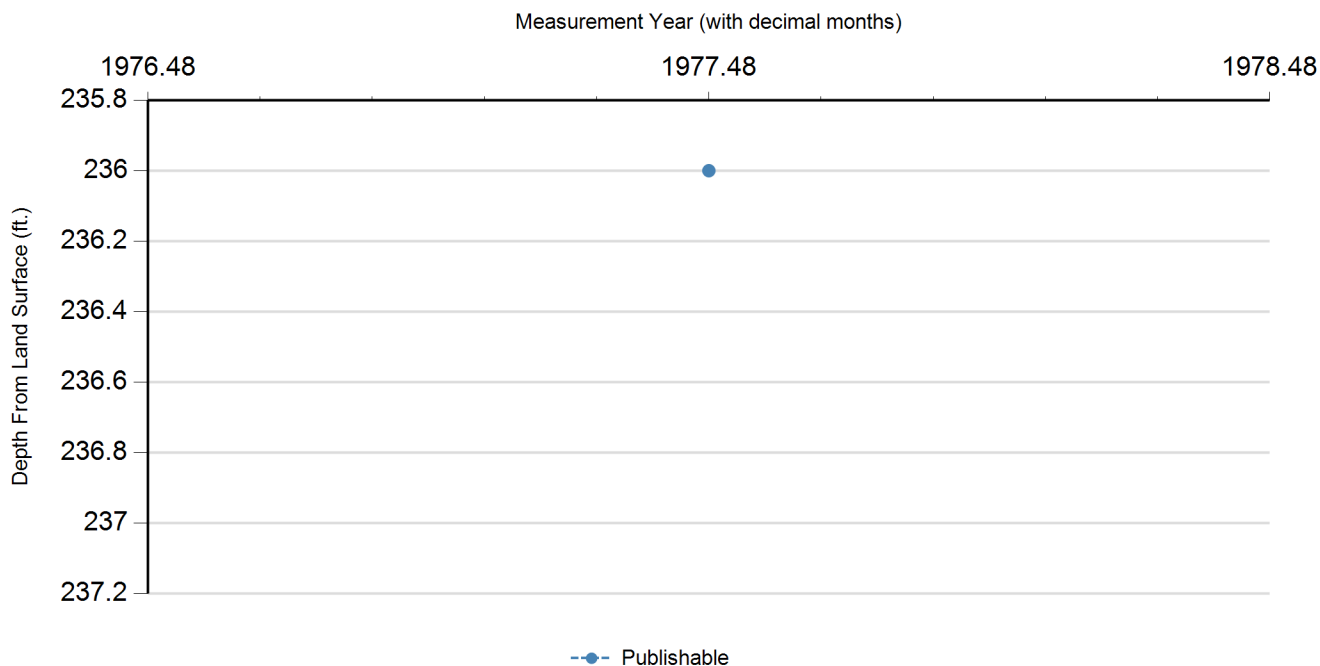 Measurement Year (with decimal months)
1976.48 1977.48 1978.48
235.8
236
236.2
236.4
236.6
236.8
237
237.2
Depth From Land Surface (ft.)
Publishable